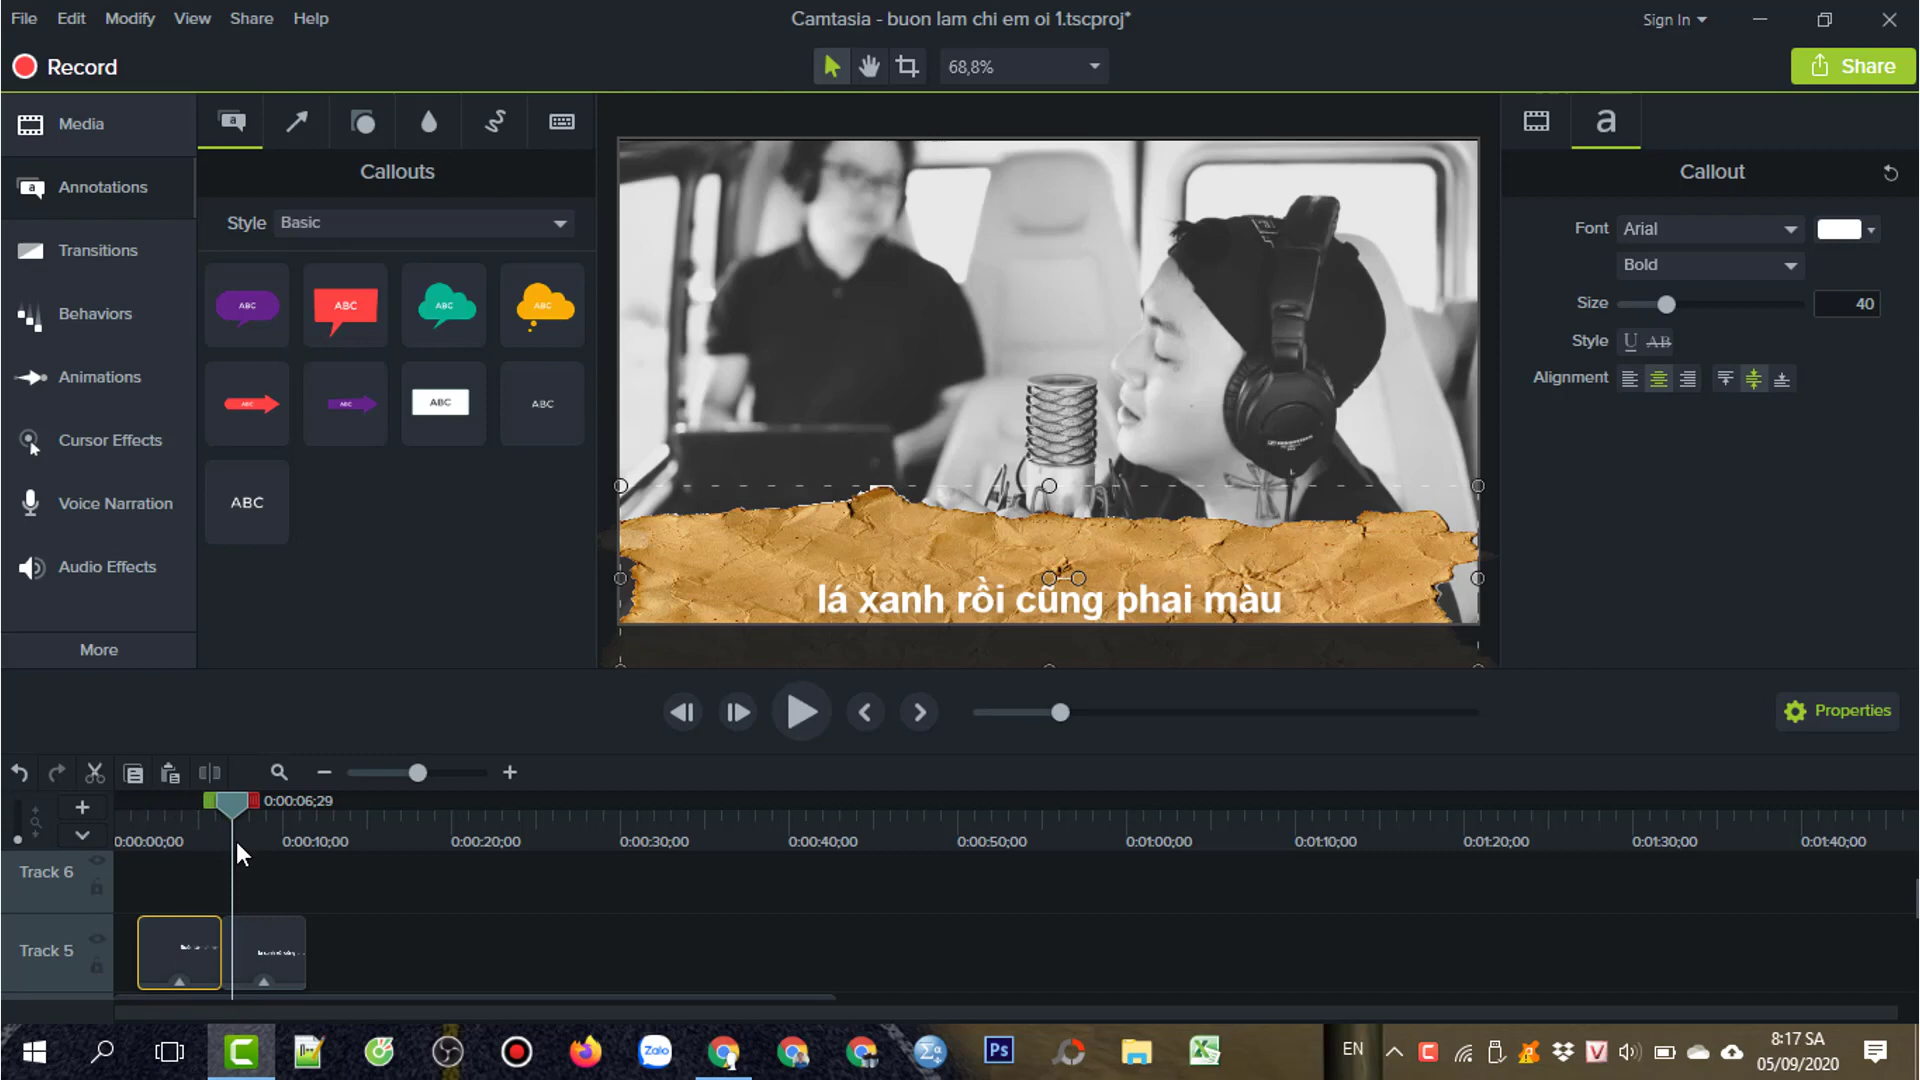 File Edit Modify View Share Help
Camtasia - buon lam chi em oi 1.tscproj*
Sign In
Record
68,8%
Share
Media
Annotations
Transitions
Behaviors
Animations
Cursor Effects
Voice Narration
Audio Effects
More
Callouts
Style Basic
ABC ABC ABC ABC
ABC ABC ABC ABC
ABC
lá xanh rồi cũng phai màu
a
Callout
Font Arial
Bold
Size 40
Style U AB
Alignment
Properties
0:00:06;29
0:00:00;00 0:00:10;00 0:00:20;00 0:00:30;00 0:00:40;00 0:00:50;00 0:01:00;00 0:01:10;00 0:01:20;00 0:01:30;00 0:01:40;00
Track 6
Track 5
Zalo
Ps
EN
8:17 SA
05/09/2020